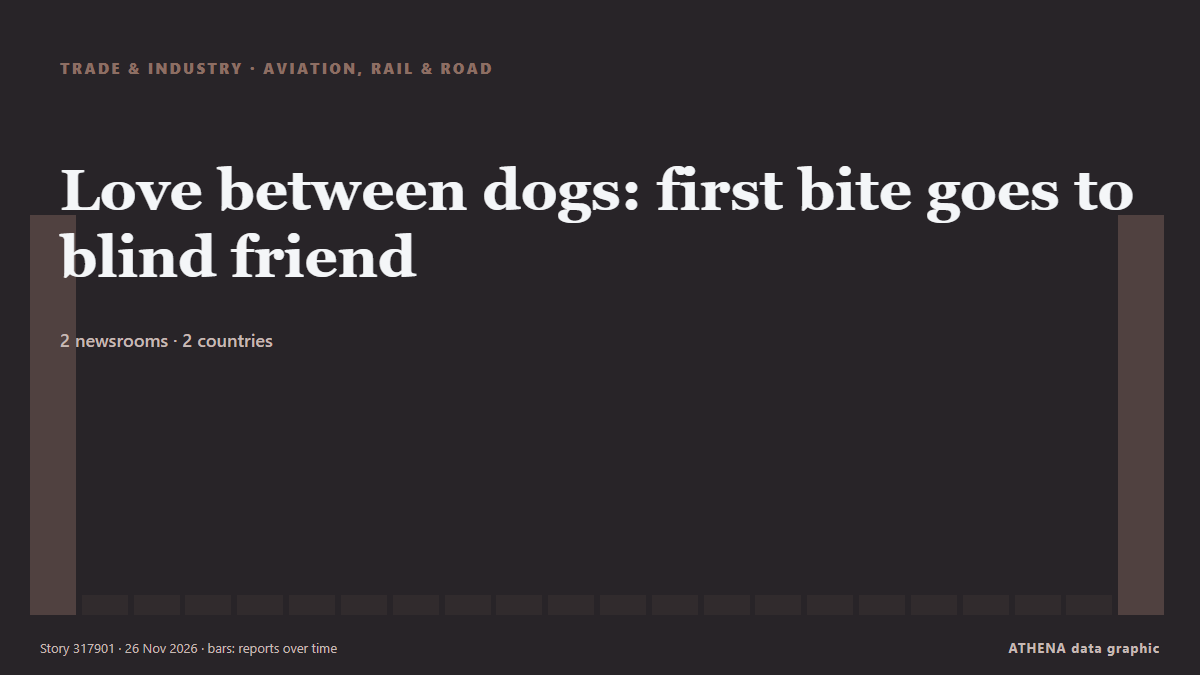 TRADE & INDUSTRY · AVIATION, RAIL & ROAD
Love between dogs: first bite goes to
blind friend
2 newsrooms · 2 countries
Story 317901 · 26 Nov 2026 · bars: reports over time
ATHENA data graphic